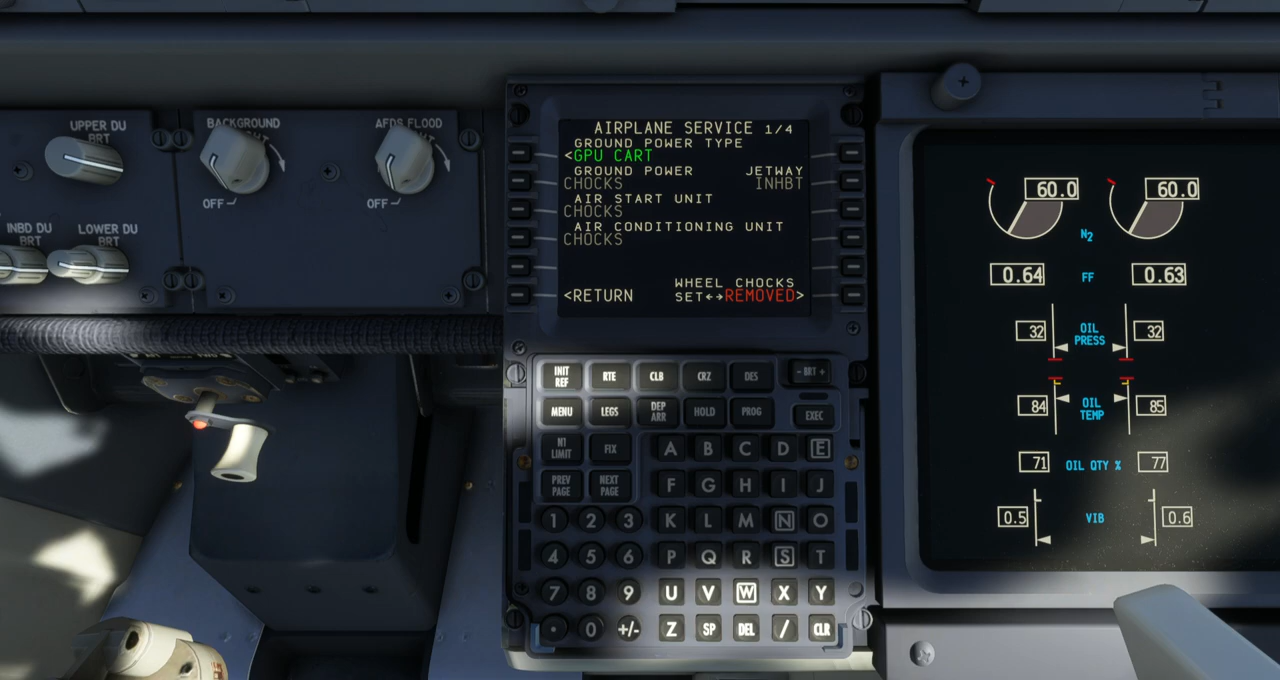 UPPER DU
BRT
BACKGROUND
AFDS FLOOD
OFF
OFF
INBD DU
BRT
LOWER DU
BRT
AIRPLANE SERVICE 1/4
GROUND POWER TYPE
<GPU CART
GROUND POWER JETWAY
CHOCKS INHBT
AIR START UNIT
CHOCKS
AIR CONDITIONING UNIT
CHOCKS
WHEEL CHOCKS
<RETURN SET←→REMOVED>
INIT REF RTE CLB CRZ DES - BRT +
MENU LEGS DEP ARR HOLD PROG EXEC
N1 LIMIT FIX A B C D E
PREV PAGE NEXT PAGE F G H I J
1 2 3 K L M N O
4 5 6 P Q R S T
7 8 9 U V W X Y
. 0 +/- Z SP DEL / CLR
60.0 60.0
N2
0.64 FF 0.63
32 OIL PRESS 32
84 OIL TEMP 85
71 OIL QTY % 77
0.5 VIB 0.6